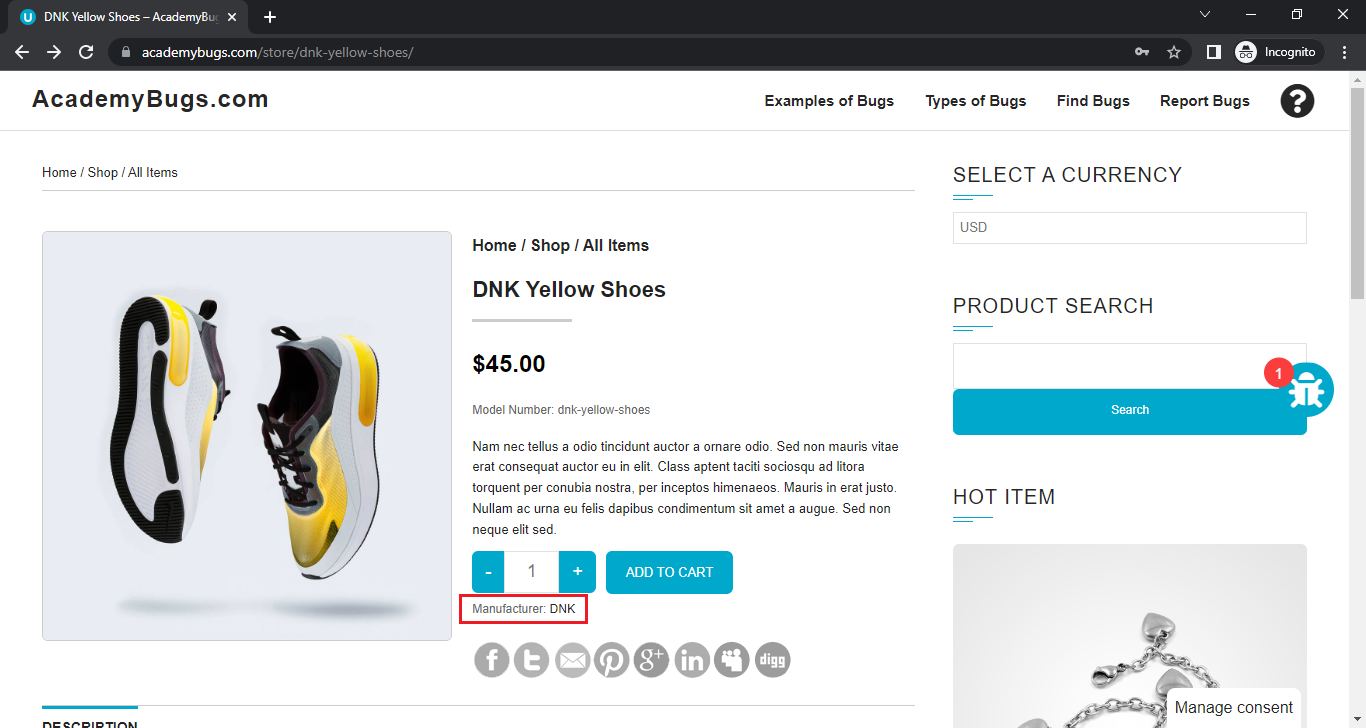 DNK Yellow Shoes – AcademyBug
academybugs.com/store/dnk-yellow-shoes/
Incognito
AcademyBugs.com
Examples of Bugs
Types of Bugs
Find Bugs
Report Bugs
?
Home / Shop / All Items
Home / Shop / All Items
DNK Yellow Shoes
$45.00
Model Number: dnk-yellow-shoes
Nam nec tellus a odio tincidunt auctor a ornare odio. Sed non mauris vitae
erat consequat auctor eu in elit. Class aptent taciti sociosqu ad litora
torquent per conubia nostra, per inceptos himenaeos. Mauris in erat justo.
Nullam ac urna eu felis dapibus condimentum sit amet a augue. Sed non
neque elit sed.
- 1 + ADD TO CART
Manufacturer: DNK
f t p g+ in digg
DESCRIPTION
SELECT A CURRENCY
USD
PRODUCT SEARCH
1
Search
HOT ITEM
Manage consent